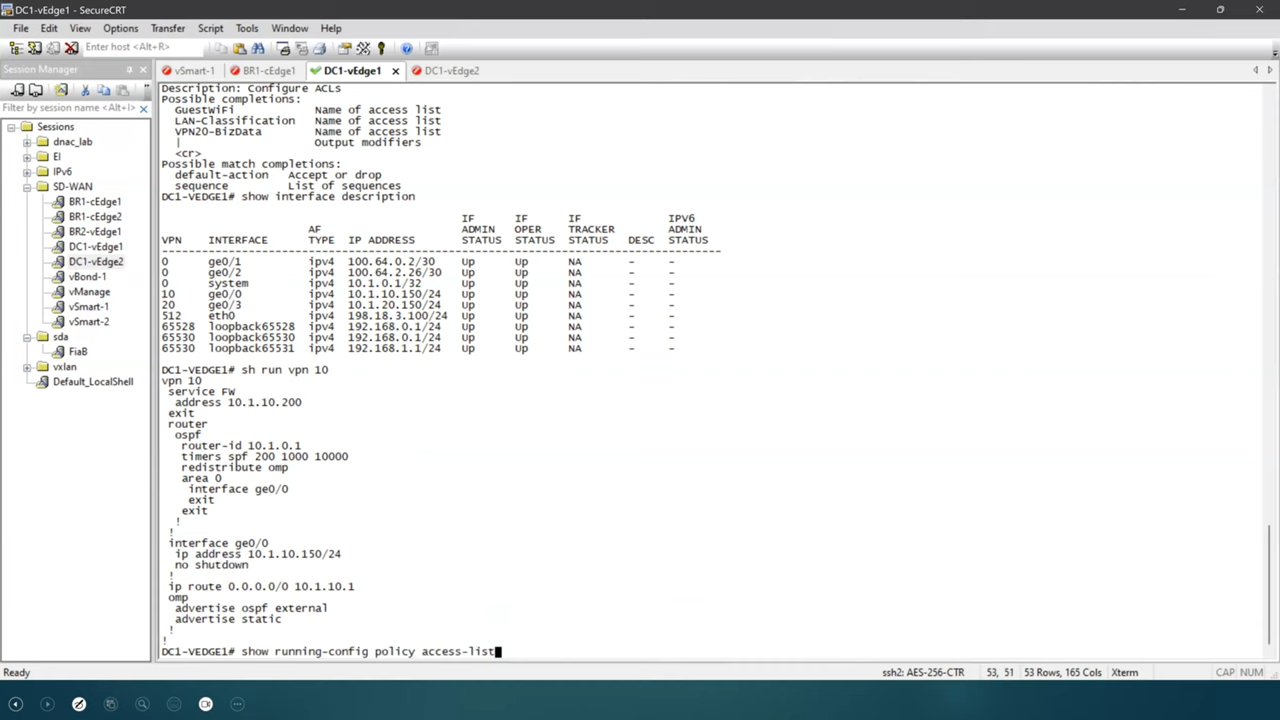 DC1-vEdge1 - SecureCRT
File Edit View Options Transfer Script Tools Window Help
Enter host <Alt+R>
Session Manager
vSmart-1 BR1-cEdge1 DC1-vEdge1 DC1-vEdge2
Filter by session name <Alt+I>
Sessions
dnac_lab
EI
IPv6
SD-WAN
BR1-cEdge1
BR1-cEdge2
BR2-vEdge1
DC1-vEdge1
DC1-vEdge2
vBond-1
vManage
vSmart-1
vSmart-2
sda
FiaB
vxlan
Default_LocalShell
Description: Configure ACLs
Possible completions:
GuestWiFi Name of access list
LAN-Classification Name of access list
VPN20-BizData Name of access list
| Output modifiers
<cr>
Possible match completions:
default-action Accept or drop
sequence List of sequences
DC1-VEDGE1# show interface description
IF IF IF IPV6
AF ADMIN OPER TRACKER ADMIN
VPN INTERFACE TYPE IP ADDRESS STATUS STATUS STATUS DESC STATUS
--------------------------------------------------------------------------------
0 ge0/1 ipv4 100.64.0.2/30 Up Up NA - -
0 ge0/2 ipv4 100.64.2.26/30 Up Up NA - -
0 system ipv4 10.1.0.1/32 Up Up NA - -
10 ge0/0 ipv4 10.1.10.150/24 Up Up NA - -
20 ge0/3 ipv4 10.1.20.150/24 Up Up NA - -
512 eth0 ipv4 198.18.3.100/24 Up Up NA - -
65528 loopback65528 ipv4 192.168.0.1/24 Up Up NA - -
65530 loopback65530 ipv4 192.168.0.1/24 Up Up NA - -
65530 loopback65531 ipv4 192.168.1.1/24 Up Up NA - -
DC1-VEDGE1# sh run vpn 10
vpn 10
service FW
address 10.1.10.200
exit
router
ospf
router-id 10.1.0.1
timers spf 200 1000 10000
redistribute omp
area 0
interface ge0/0
exit
exit
!
!
interface ge0/0
ip address 10.1.10.150/24
no shutdown
!
ip route 0.0.0.0/0 10.1.10.1
omp
advertise ospf external
advertise static
!
!
DC1-VEDGE1# show running-config policy access-list
Ready ssh2: AES-256-CTR 53, 51 53 Rows, 165 Cols Xterm CAP NUM